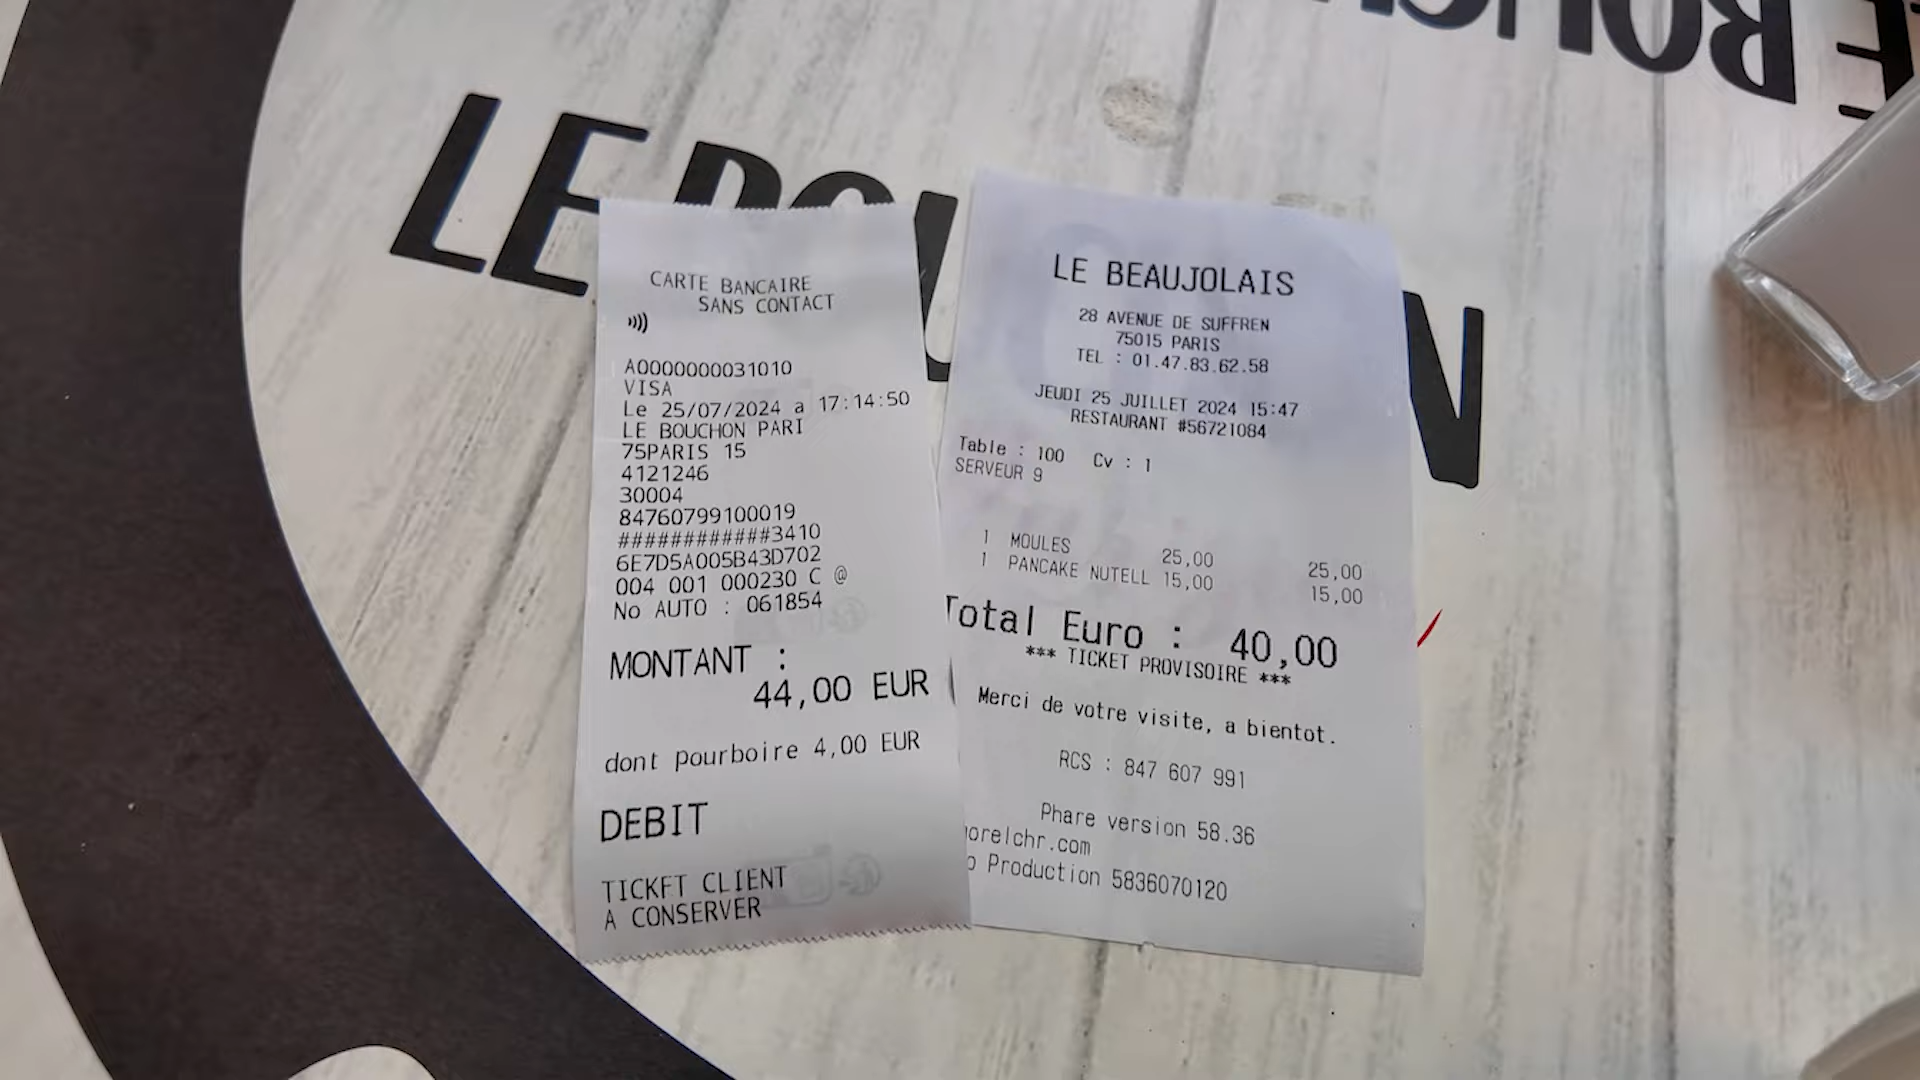 LE BOUCHON
LE
CARTE BANCAIRE
SANS CONTACT
A0000000031010
VISA
Le 25/07/2024 a 17:14:50
LE BOUCHON PARI
75PARIS 15
4121246
30004
84760799100019
############3410
6E7D5A005B43D702
004 001 000230 C @
No AUTO : 061854
MONTANT :
44,00 EUR
dont pourboire 4,00 EUR
DEBIT
TICKET CLIENT
A CONSERVER
N
LE BEAUJOLAIS
28 AVENUE DE SUFFREN
75015 PARIS
TEL : 01.47.83.62.58
JEUDI 25 JUILLET 2024 15:47
RESTAURANT #56721084
Table : 100 Cv : 1
SERVEUR 9
1 MOULES 25,00 25,00
1 PANCAKE NUTELL 15,00 15,00
Total Euro : 40,00
*** TICKET PROVISOIRE ***
Merci de votre visite, a bientot.
RCS : 847 607 991
Phare version 58.36
orelchr.com
Production 5836070120